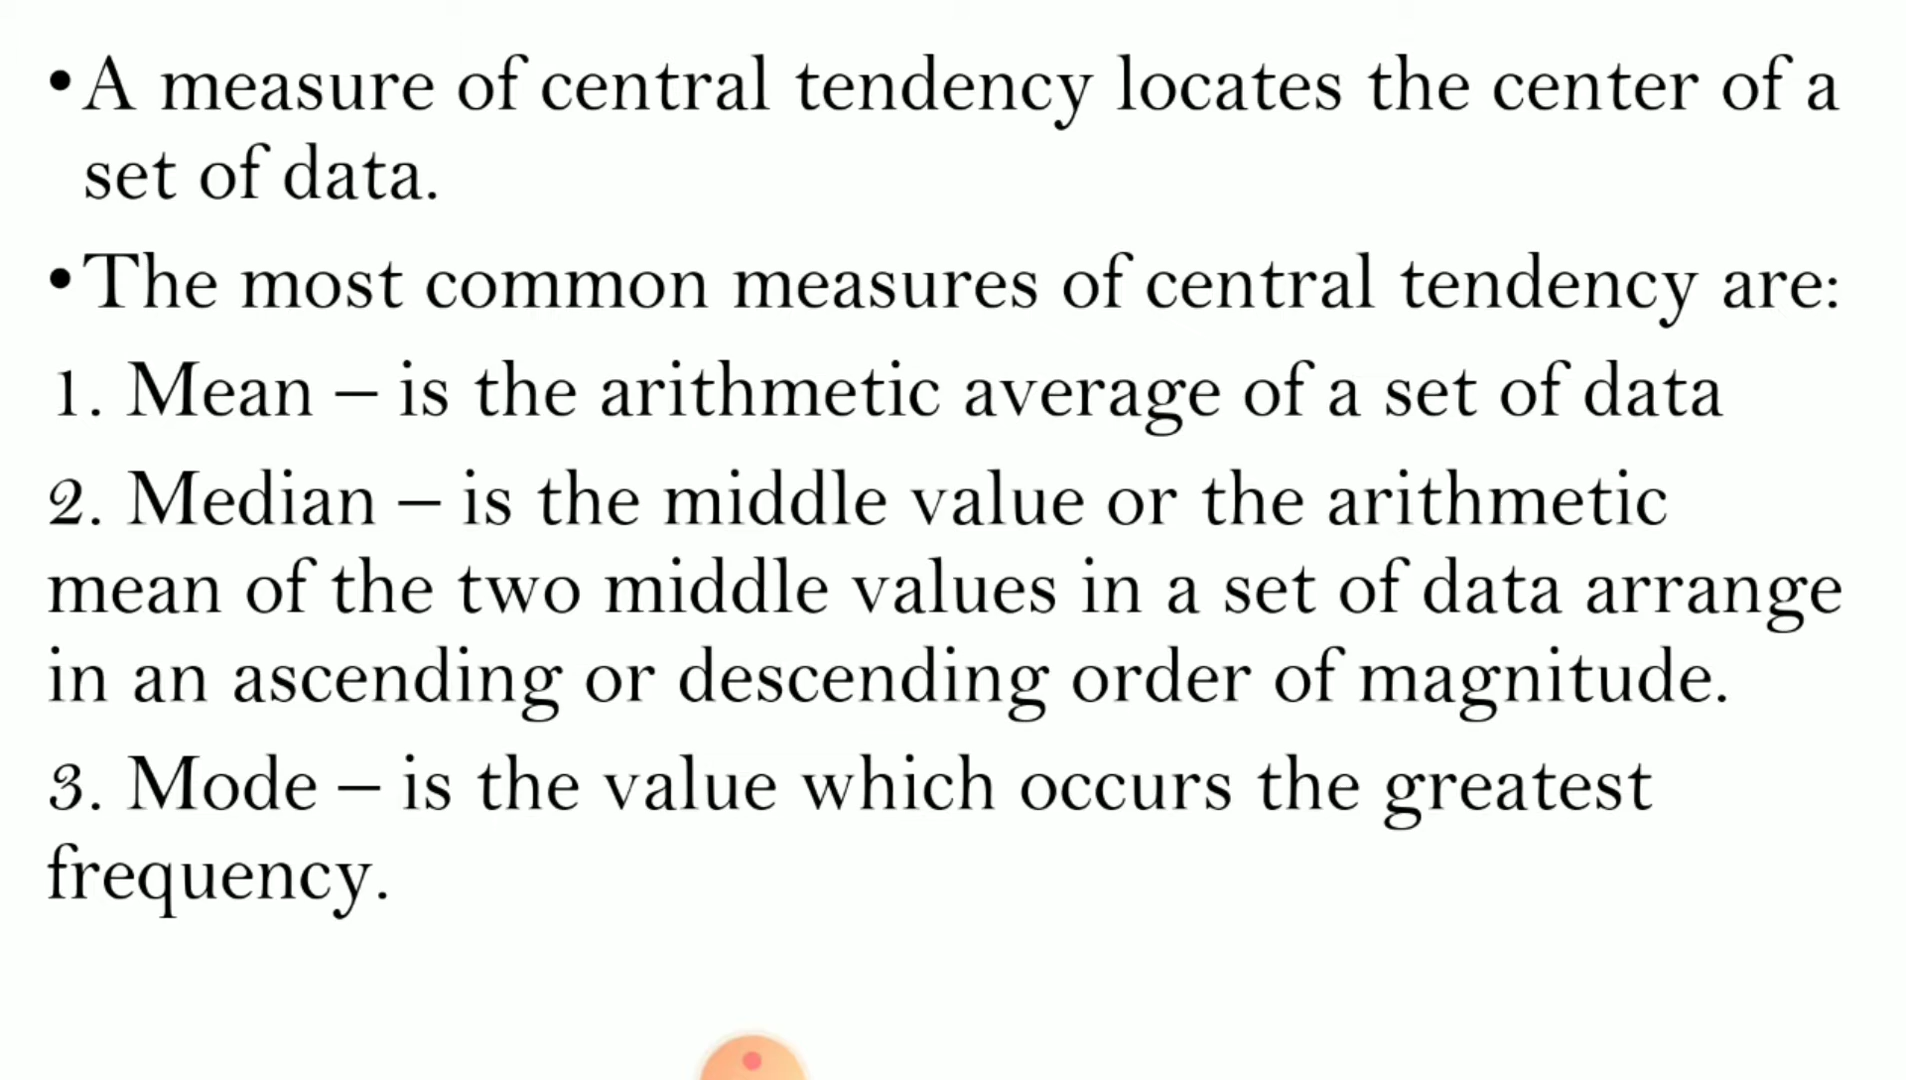 •A measure of central tendency locates the center of a
set of data.
•The most common measures of central tendency are:
1. Mean – is the arithmetic average of a set of data
2. Median – is the middle value or the arithmetic
mean of the two middle values in a set of data arrange
in an ascending or descending order of magnitude.
3. Mode – is the value which occurs the greatest
frequency.